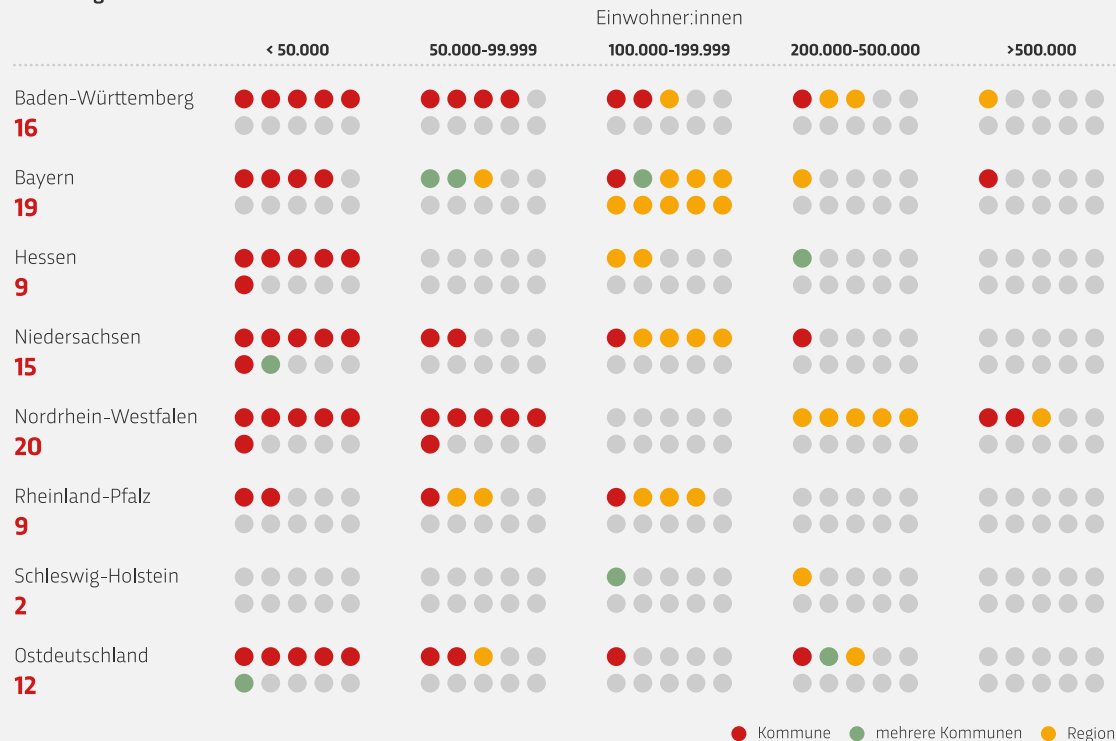 Einwohner:innen
< 50.000 50.000-99.999 100.000-199.999 200.000-500.000 >500.000
Baden-Württemberg
16
Bayern
19
Hessen
9
Niedersachsen
15
Nordrhein-Westfalen
20
Rheinland-Pfalz
9
Schleswig-Holstein
2
Ostdeutschland
12
Kommune mehrere Kommunen Region